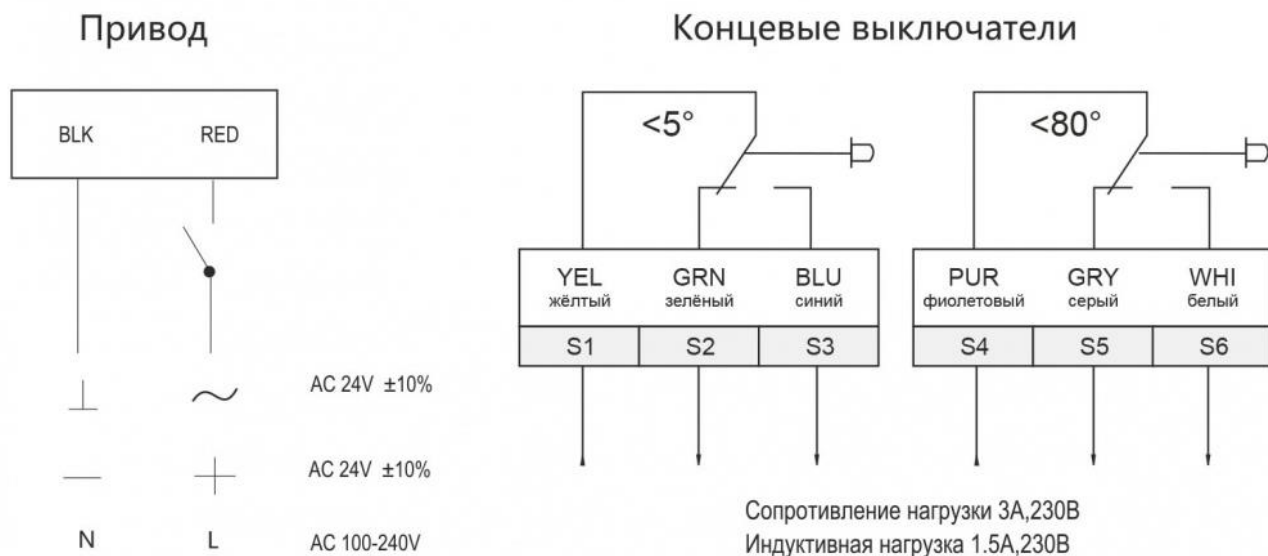 Привод
BLK RED
AC 24V ±10%
AC 24V ±10%
N L AC 100-240V
Концевые выключатели
<5°
YEL GRN BLU
жёлтый зелёный синий
S1 S2 S3
<80°
PUR GRY WHI
фиолетовый серый белый
S4 S5 S6
Сопротивление нагрузки 3А,230В
Индуктивная нагрузка 1.5А,230В